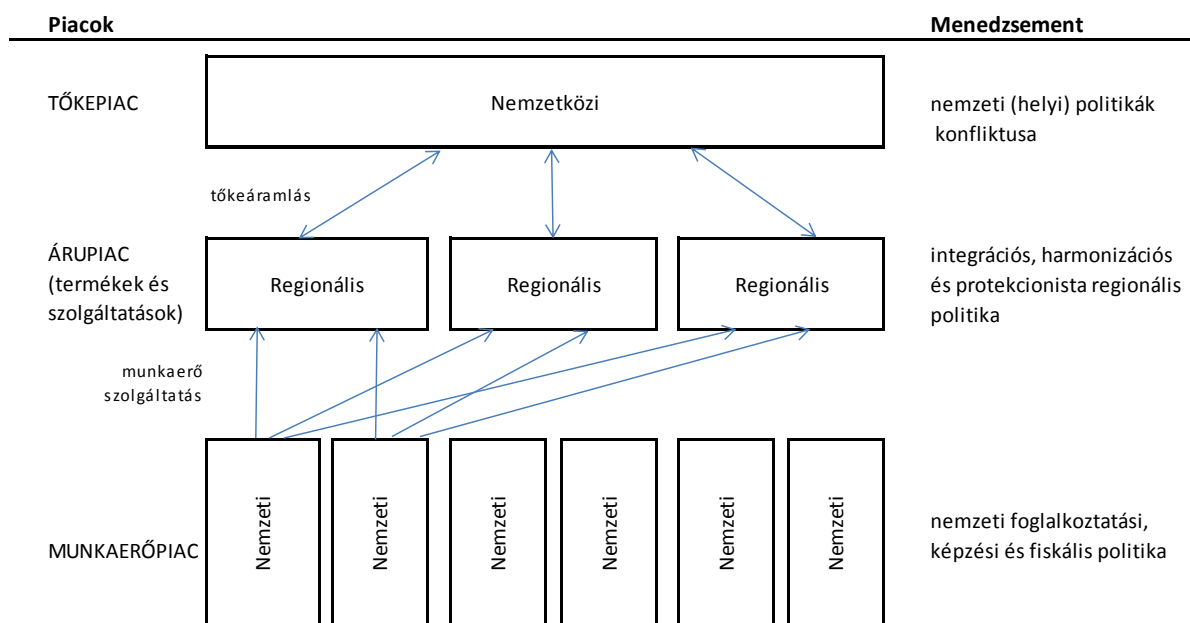 Piacok
Menedzsment
TŐKEPIAC
Nemzetközi
nemzeti (helyi) politikák
konfliktusa
tőkeáramlás
ÁRUPIAC
(termékek és
szolgáltatások)
Regionális
Regionális
Regionális
integrációs, harmonizációs
és protekcionista regionális
politika
munkaerő
szolgáltatás
MUNKAERŐPIAC
Nemzeti
Nemzeti
Nemzeti
Nemzeti
Nemzeti
Nemzeti
nemzeti foglalkoztatási,
képzési és fiskális politika